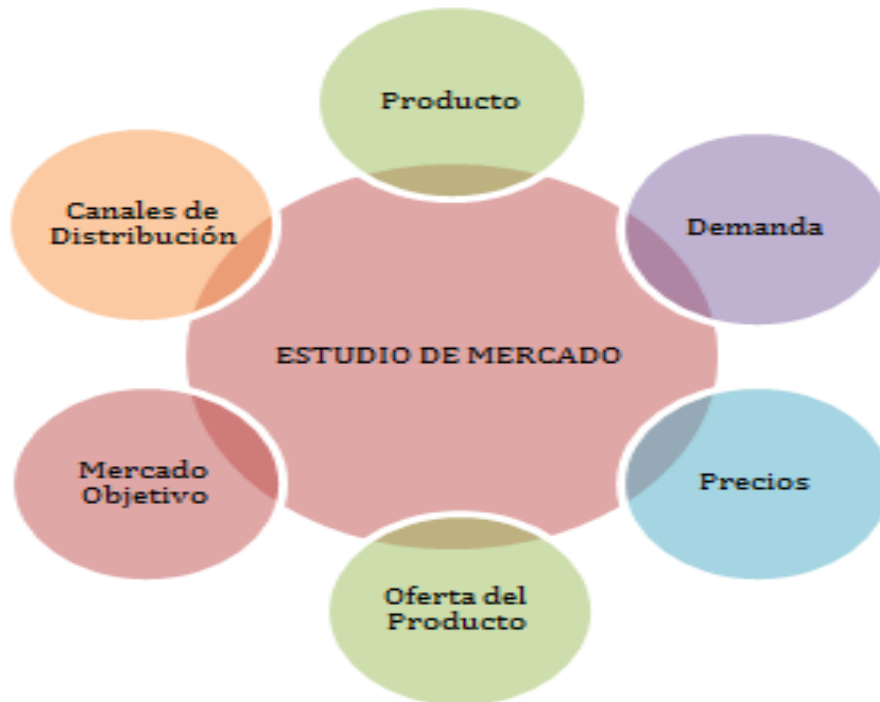 Producto
Canales de
Distribución
Demanda
ESTUDIO DE MERCADO
Mercado
Objetivo
Precios
Oferta del
Producto